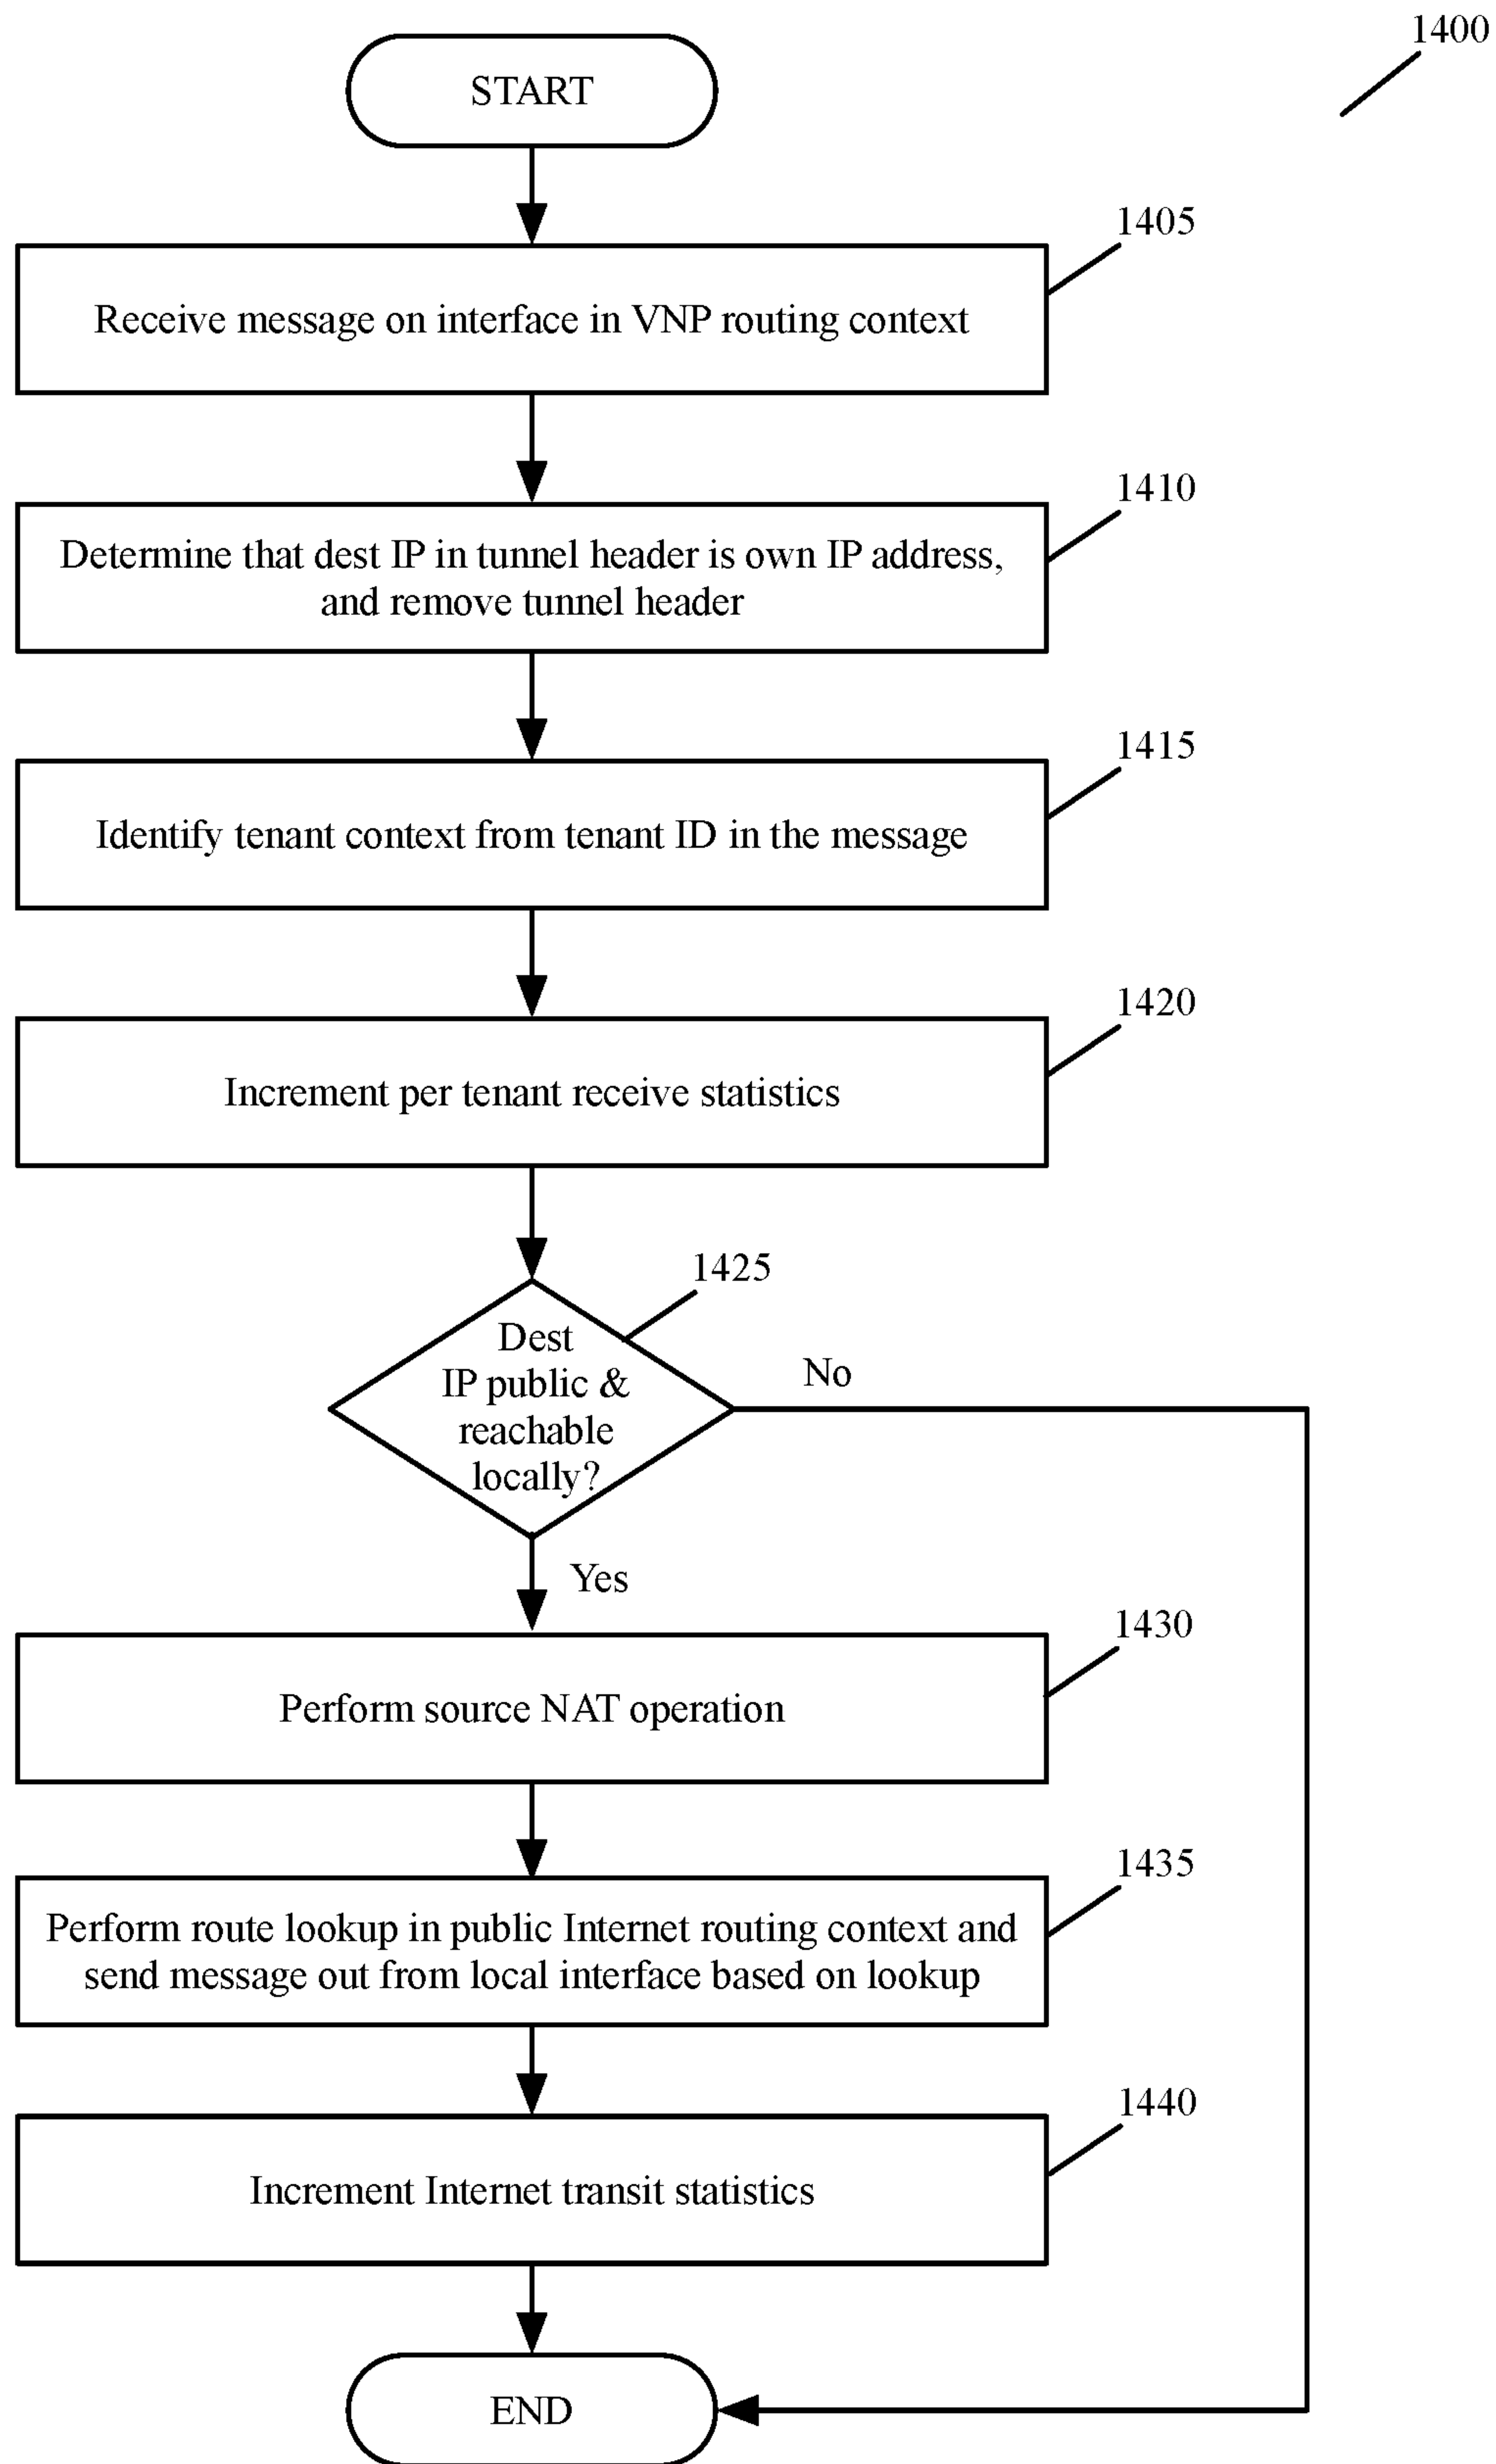 1400
START
1405
Receive message on interface in VNP routing context
1410
Determine that dest IP in tunnel header is own IP address,
and remove tunnel header
1415
Identify tenant context from tenant ID in the message
1420
Increment per tenant receive statistics
1425
Dest
IP public &
reachable
locally?
No
Yes
1430
Perform source NAT operation
1435
Perform route lookup in public Internet routing context and
send message out from local interface based on lookup
1440
Increment Internet transit statistics
END